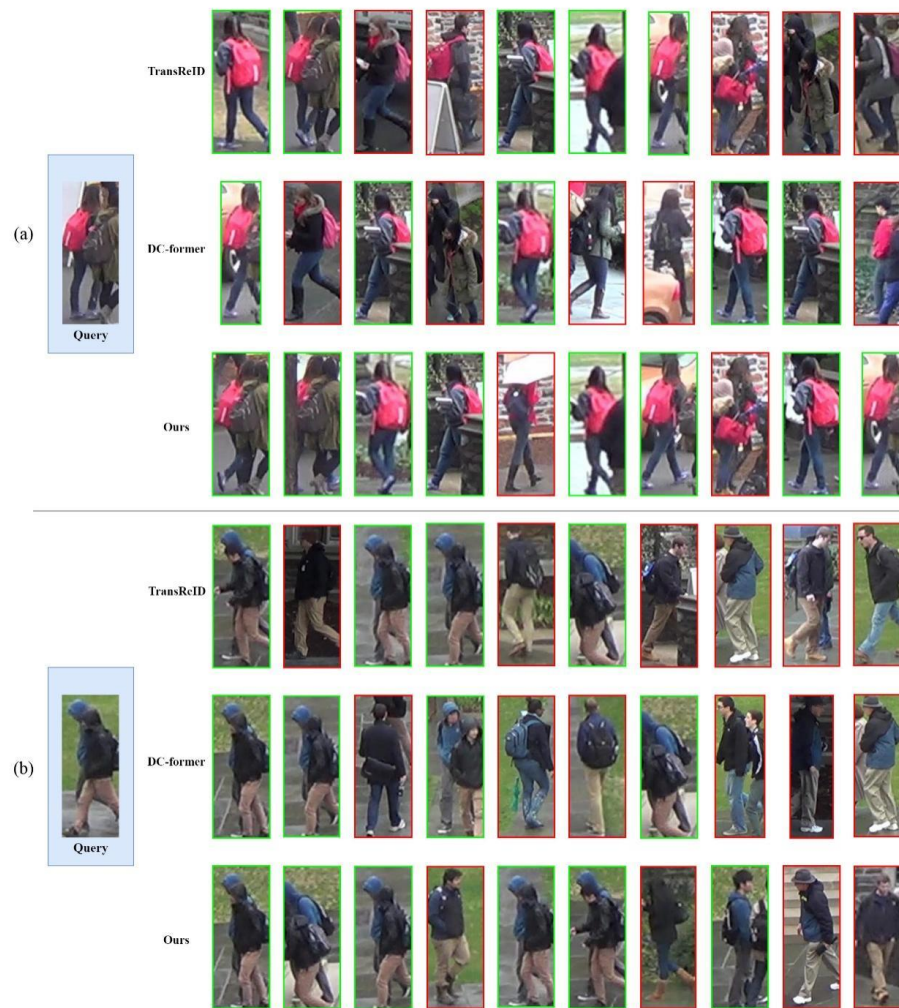 TransReID
(a)
DC-former
Query
Ours
TransReID
(b)
DC-former
Query
Ours